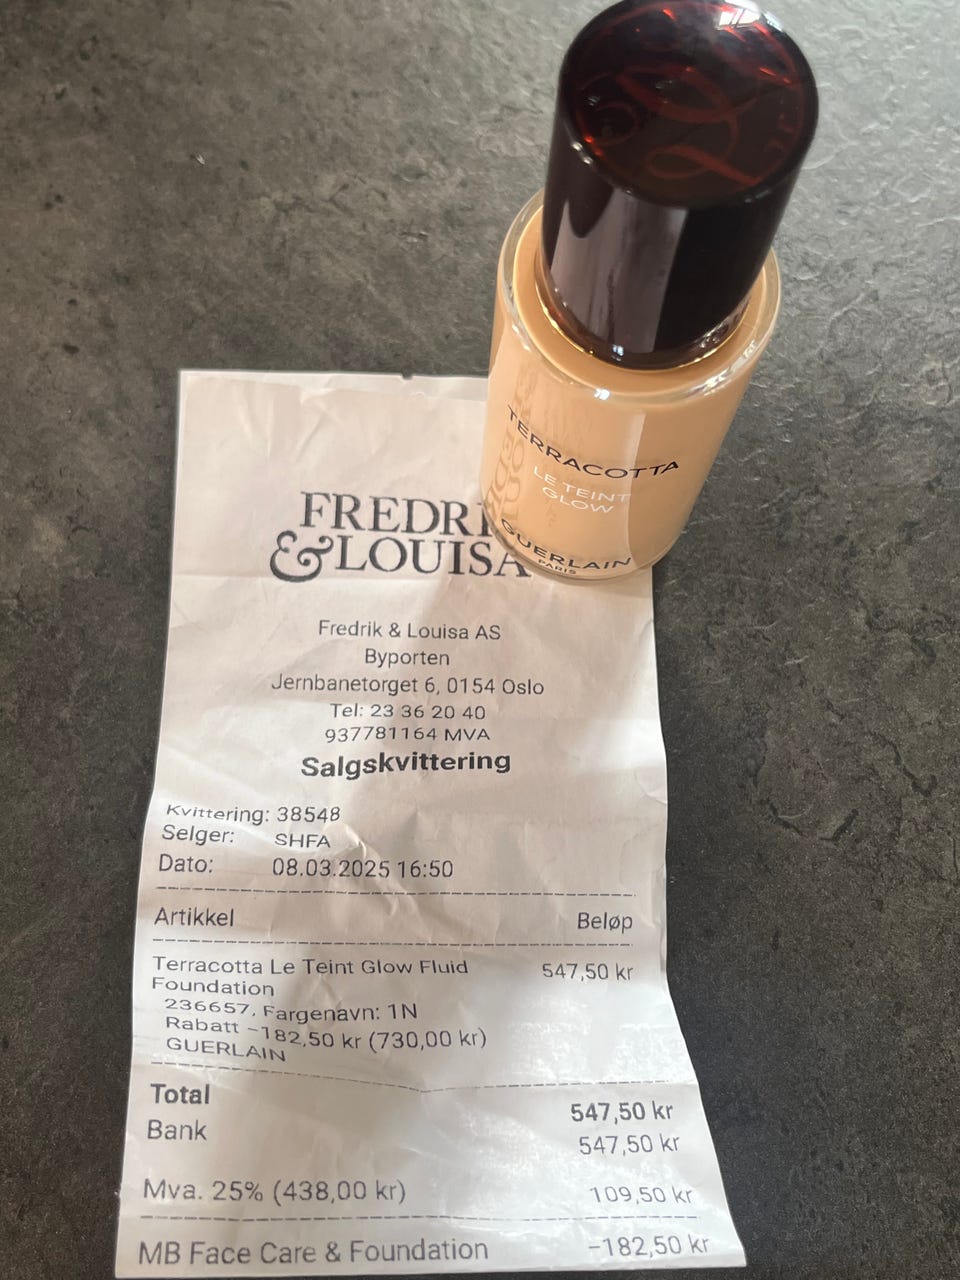 TERRACOTTA
LE TEINT
GLOW
GUERLAIN
PARIS
FREDRI
&LOUISA
Fredrik & Louisa AS
Byporten
Jernbanetorget 6, 0154 Oslo
Tel: 23 36 20 40
937781164 MVA
Salgskvittering
Kvittering: 38548
Selger: SHFA
Dato: 08.03.2025 16:50
Artikkel Beløp
Terracotta Le Teint Glow Fluid 547,50 kr
Foundation
236657, Fargenavn: 1N
Rabatt -182,50 kr (730,00 kr)
GUERLAIN
Total 547,50 kr
Bank 547,50 kr
Mva. 25% (438,00 kr) 109,50 kr
MB Face Care & Foundation -182,50 kr